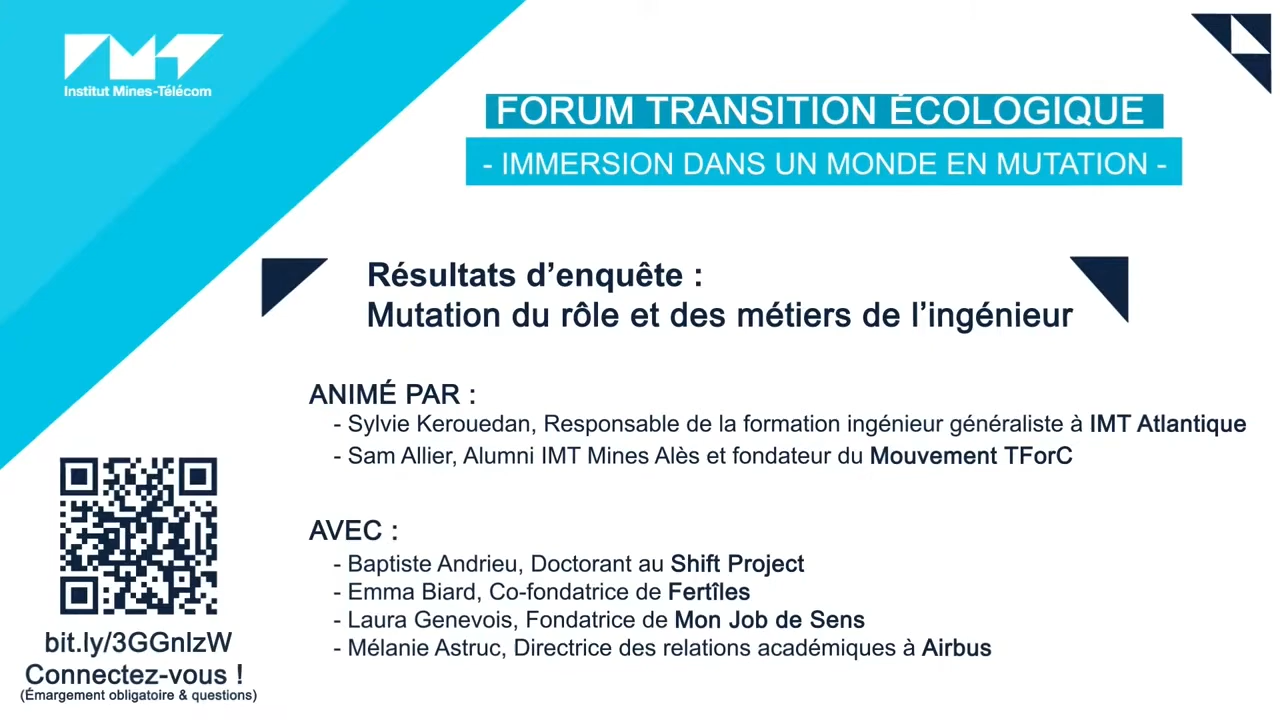 IMT
Institut Mines-Télécom
FORUM TRANSITION ÉCOLOGIQUE
- IMMERSION DANS UN MONDE EN MUTATION -
Résultats d'enquête :
Mutation du rôle et des métiers de l'ingénieur
ANIMÉ PAR :
- Sylvie Kerouedan, Responsable de la formation ingénieur généraliste à IMT Atlantique
- Sam Allier, Alumni IMT Mines Alès et fondateur du Mouvement TForC
AVEC :
- Baptiste Andrieu, Doctorant au Shift Project
- Emma Biard, Co-fondatrice de Fertîles
- Laura Genevois, Fondatrice de Mon Job de Sens
- Mélanie Astruc, Directrice des relations académiques à Airbus
bit.ly/3GGnIzW
Connectez-vous !
(Émargement obligatoire & questions)